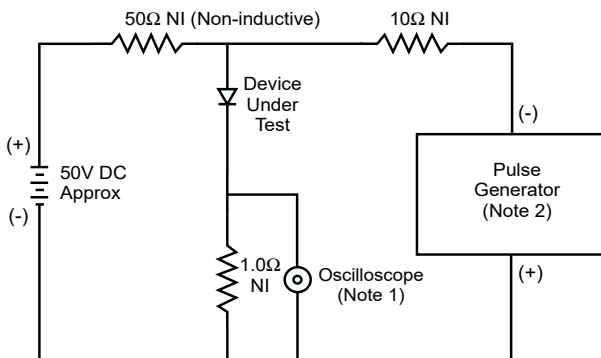 50Ω NI (Non-inductive)
10Ω NI
Device
Under
Test
(-)
(+)
50V DC
Approx
(-)
Pulse
Generator
(Note 2)
1.0Ω
NI
Oscilloscope
(Note 1)
(+)